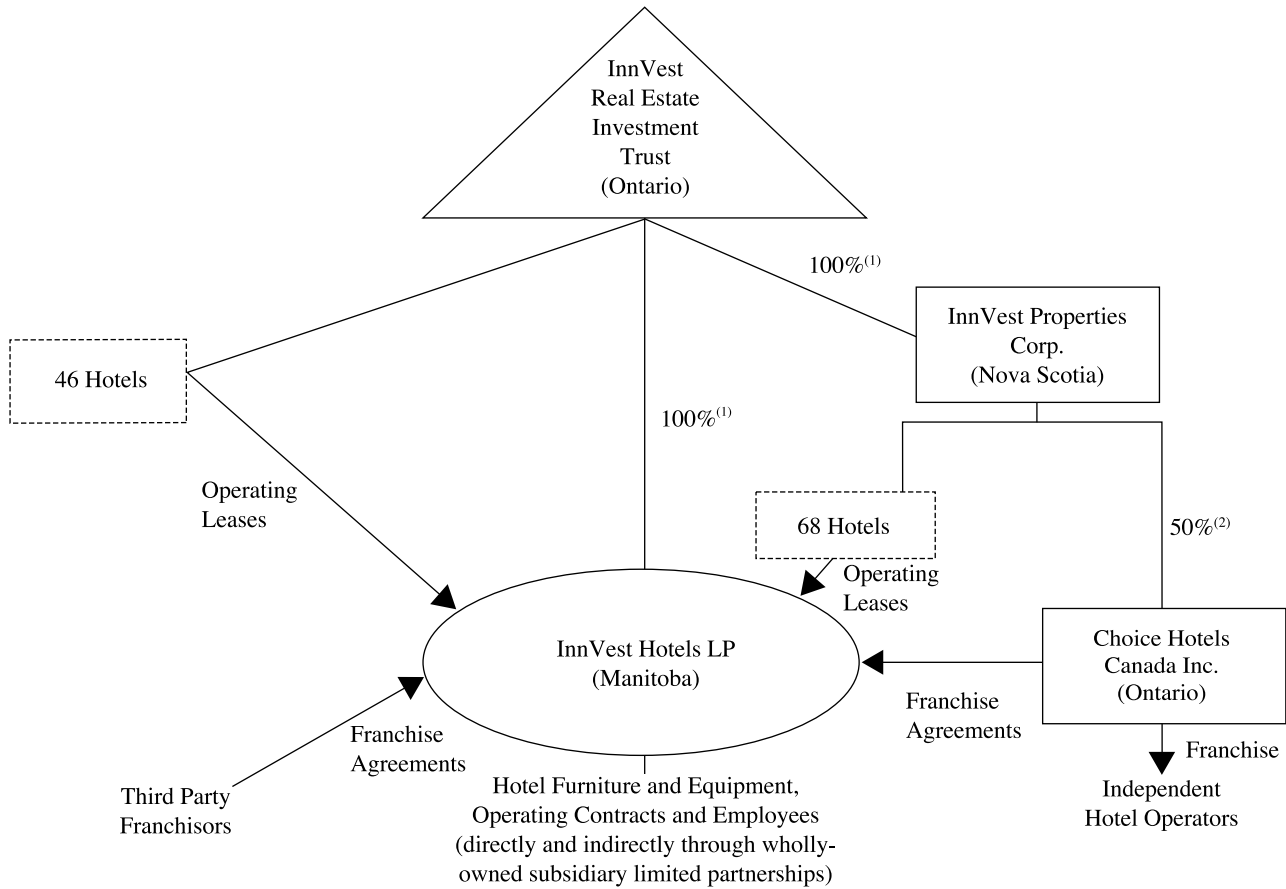 InnVest
Real Estate
Investment
Trust
(Ontario)
100%(1)
InnVest Properties
Corp.
(Nova Scotia)
46 Hotels
100%(1)
Operating
Leases
68 Hotels
50%(2)
Operating
Leases
InnVest Hotels LP
(Manitoba)
Choice Hotels
Canada Inc.
(Ontario)
Franchise
Agreements
Franchise
Agreements
Franchise
Third Party
Franchisors
Hotel Furniture and Equipment,
Operating Contracts and Employees
(directly and indirectly through wholly-
owned subsidiary limited partnerships)
Independent
Hotel Operators